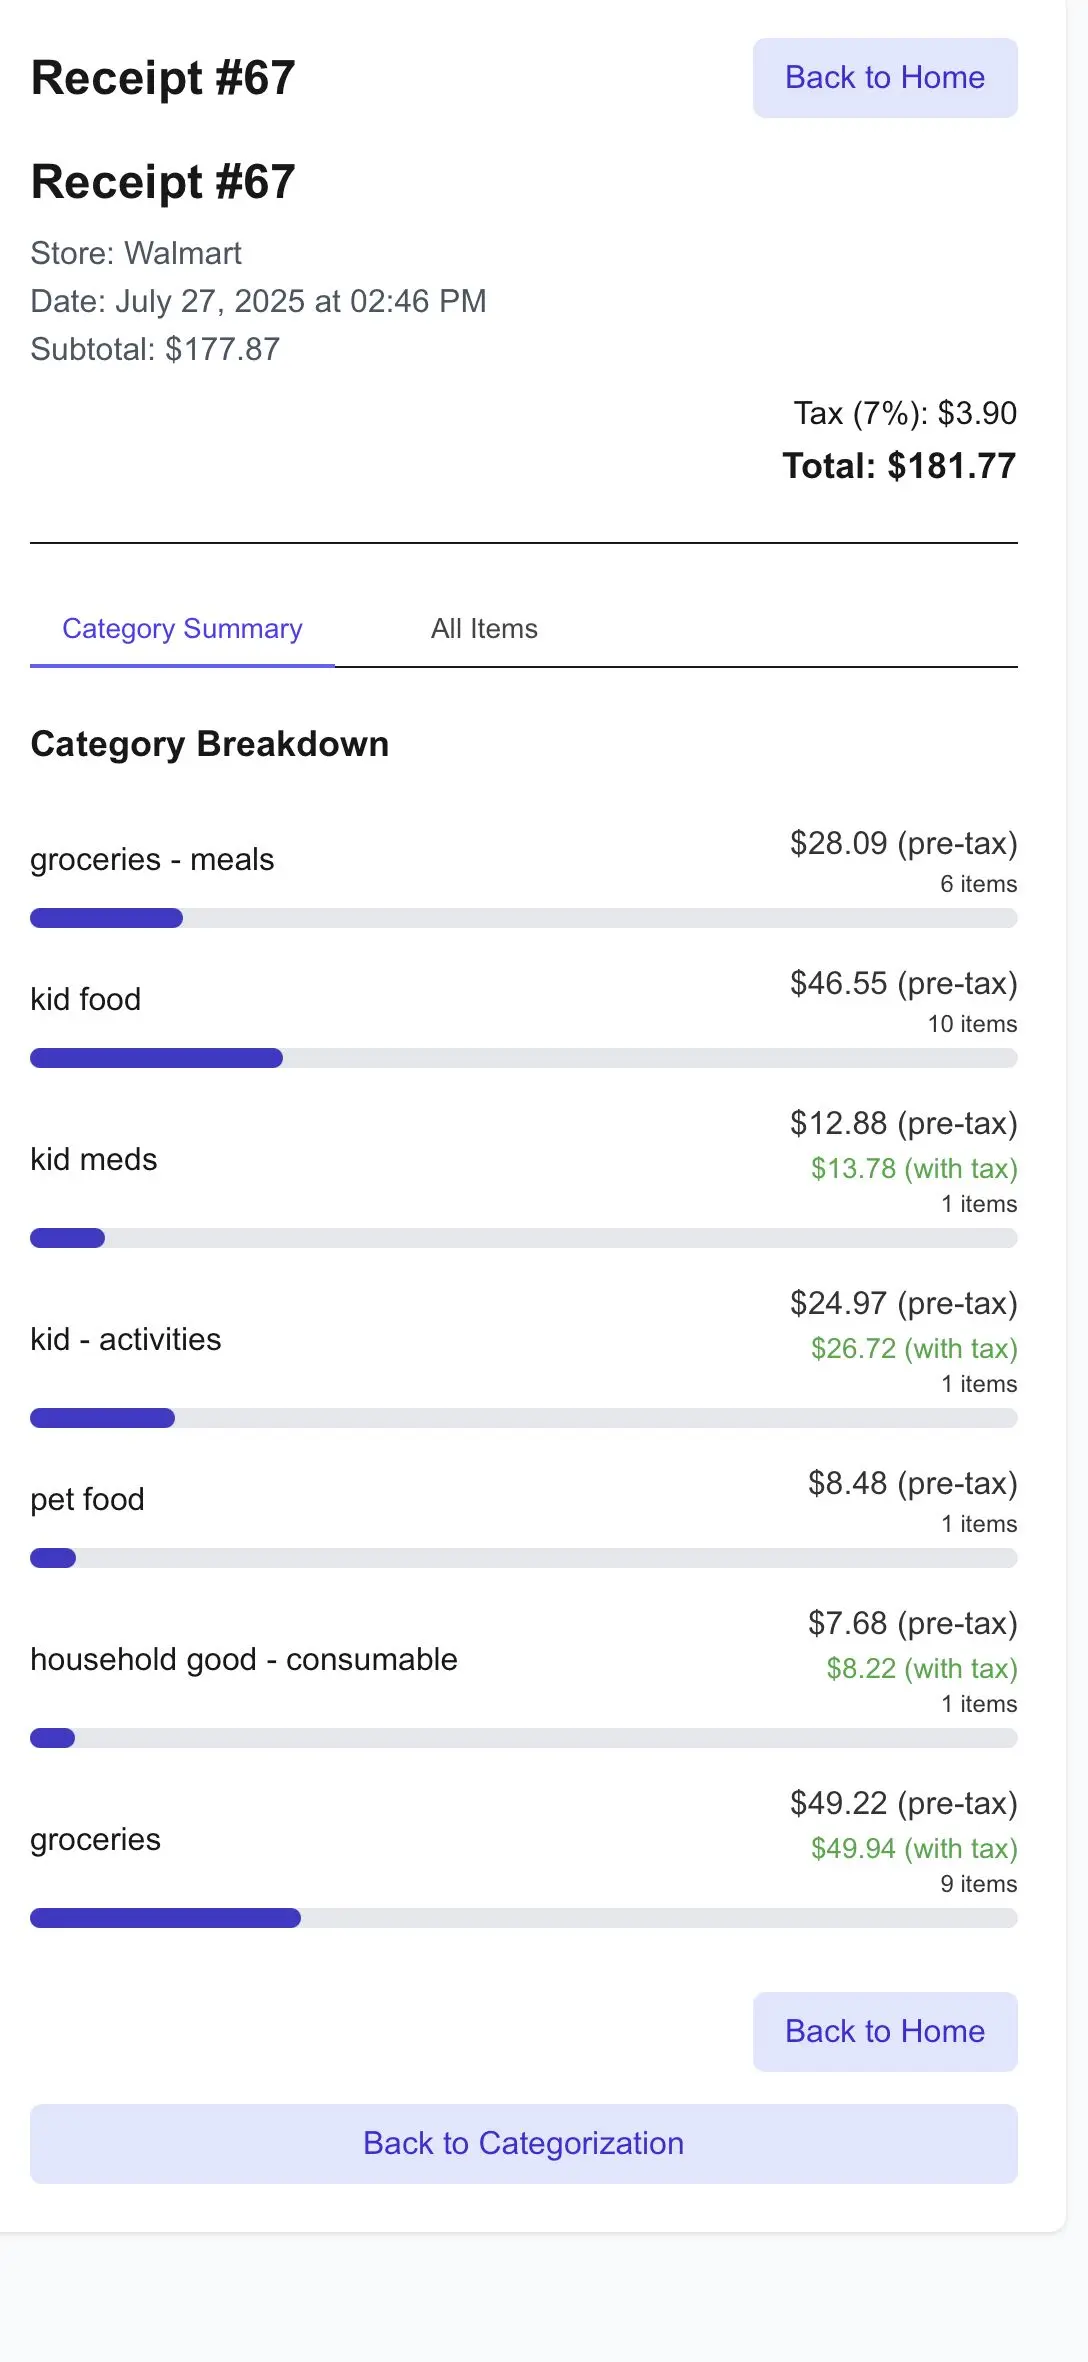 Receipt #67
Back to Home
Receipt #67
Store: Walmart
Date: July 27, 2025 at 02:46 PM
Subtotal: $177.87
Tax (7%): $3.90
Total: $181.77
Category Summary
All Items
Category Breakdown
groceries - meals
$28.09 (pre-tax)
6 items
kid food
$46.55 (pre-tax)
10 items
kid meds
$12.88 (pre-tax)
$13.78 (with tax)
1 items
kid - activities
$24.97 (pre-tax)
$26.72 (with tax)
1 items
pet food
$8.48 (pre-tax)
1 items
household good - consumable
$7.68 (pre-tax)
$8.22 (with tax)
1 items
groceries
$49.22 (pre-tax)
$49.94 (with tax)
9 items
Back to Home
Back to Categorization